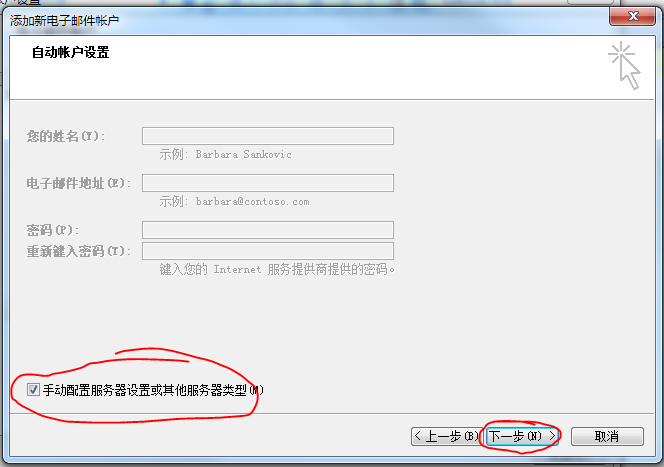 添加新电子邮件帐户
自动帐户设置
您的姓名(Y):
示例: Barbara Sankovic
电子邮件地址(E):
示例: barbara@contoso.com
密码(P):
重新键入密码(T):
键入您的 Internet 服务提供商提供的密码。
手动配置服务器设置或其他服务器类型(M)
< 上一步(B) 下一步(N) > 取消